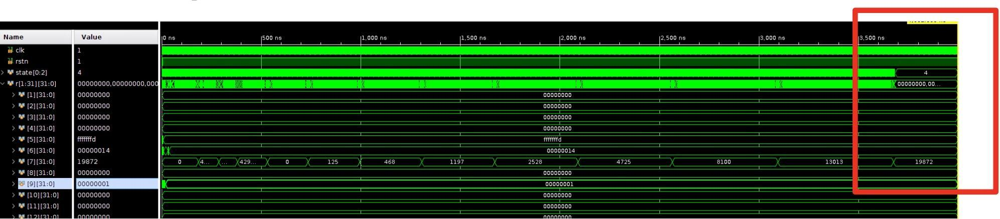 Name Value 0 ns 500 ns 1,000 ns 1,500 ns 2,000 ns 2,500 ns 3,000 ns 3,500 ns
clk 1
rstn 1
state[0:2] 4 4
r[1:31][31:0] 00000000,00000000,000 00000000,00...
[1][31:0] 00000000 00000000
[2][31:0] 00000000 00000000
[3][31:0] 00000000 00000000
[4][31:0] 00000000 00000000
[5][31:0] fffffffd fffffffd
[6][31:0] 00000014 00000014
[7][31:0] 19872 0 4... ... 429... 0 125 468 1197 2528 4725 8100 13013 19872
[8][31:0] 00000000 00000000
[9][31:0] 00000001 00000001
[10][31:0] 00000000 00000000
[11][31:0] 00000000 00000000
[12][31:0] 00000000 00000000